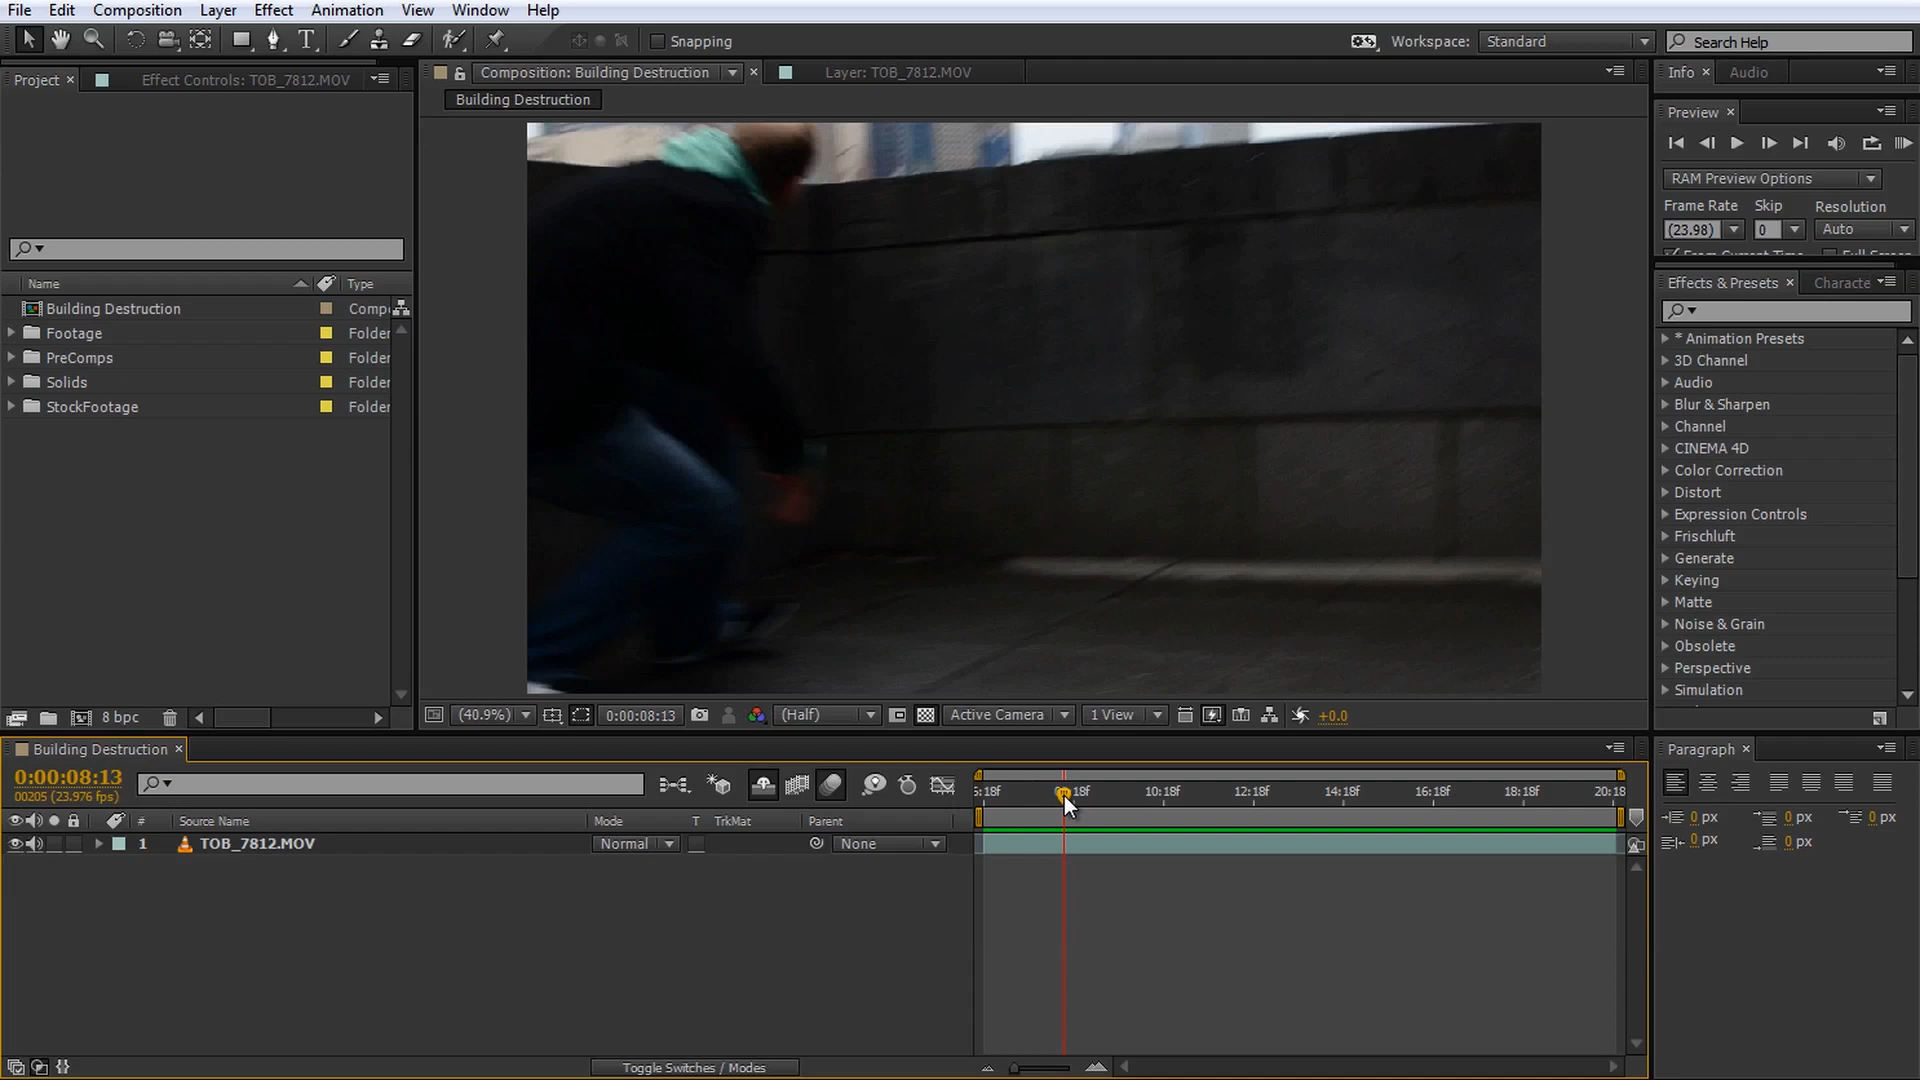 File Edit Composition Layer Effect Animation View Window Help
Snapping
Workspace: Standard
Search Help
Project
Effect Controls: TOB_7812.MOV
Composition: Building Destruction
Layer: TOB_7812.MOV
Info
Audio
Building Destruction
Preview
RAM Preview Options
Frame Rate Skip Resolution
(23.98) 0 Auto
Name Type
Building Destruction Comp
Footage Folder
PreComps Folder
Solids Folder
StockFootage Folder
Effects & Presets
Characte
* Animation Presets
3D Channel
Audio
Blur & Sharpen
Channel
CINEMA 4D
Color Correction
Distort
Expression Controls
Frischluft
Generate
Keying
Matte
Noise & Grain
Obsolete
Perspective
Simulation
8 bpc
(40.9%) 0:00:08:13 (Half) Active Camera 1 View +0.0
Building Destruction
0:00:08:13
00205 (23.976 fps)
5:18f 18f 10:18f 12:18f 14:18f 16:18f 18:18f 20:18
# Source Name Mode T TrkMat Parent
1 TOB_7812.MOV Normal None
Toggle Switches / Modes
Paragraph
0 px 0 px 0 px
0 px 0 px